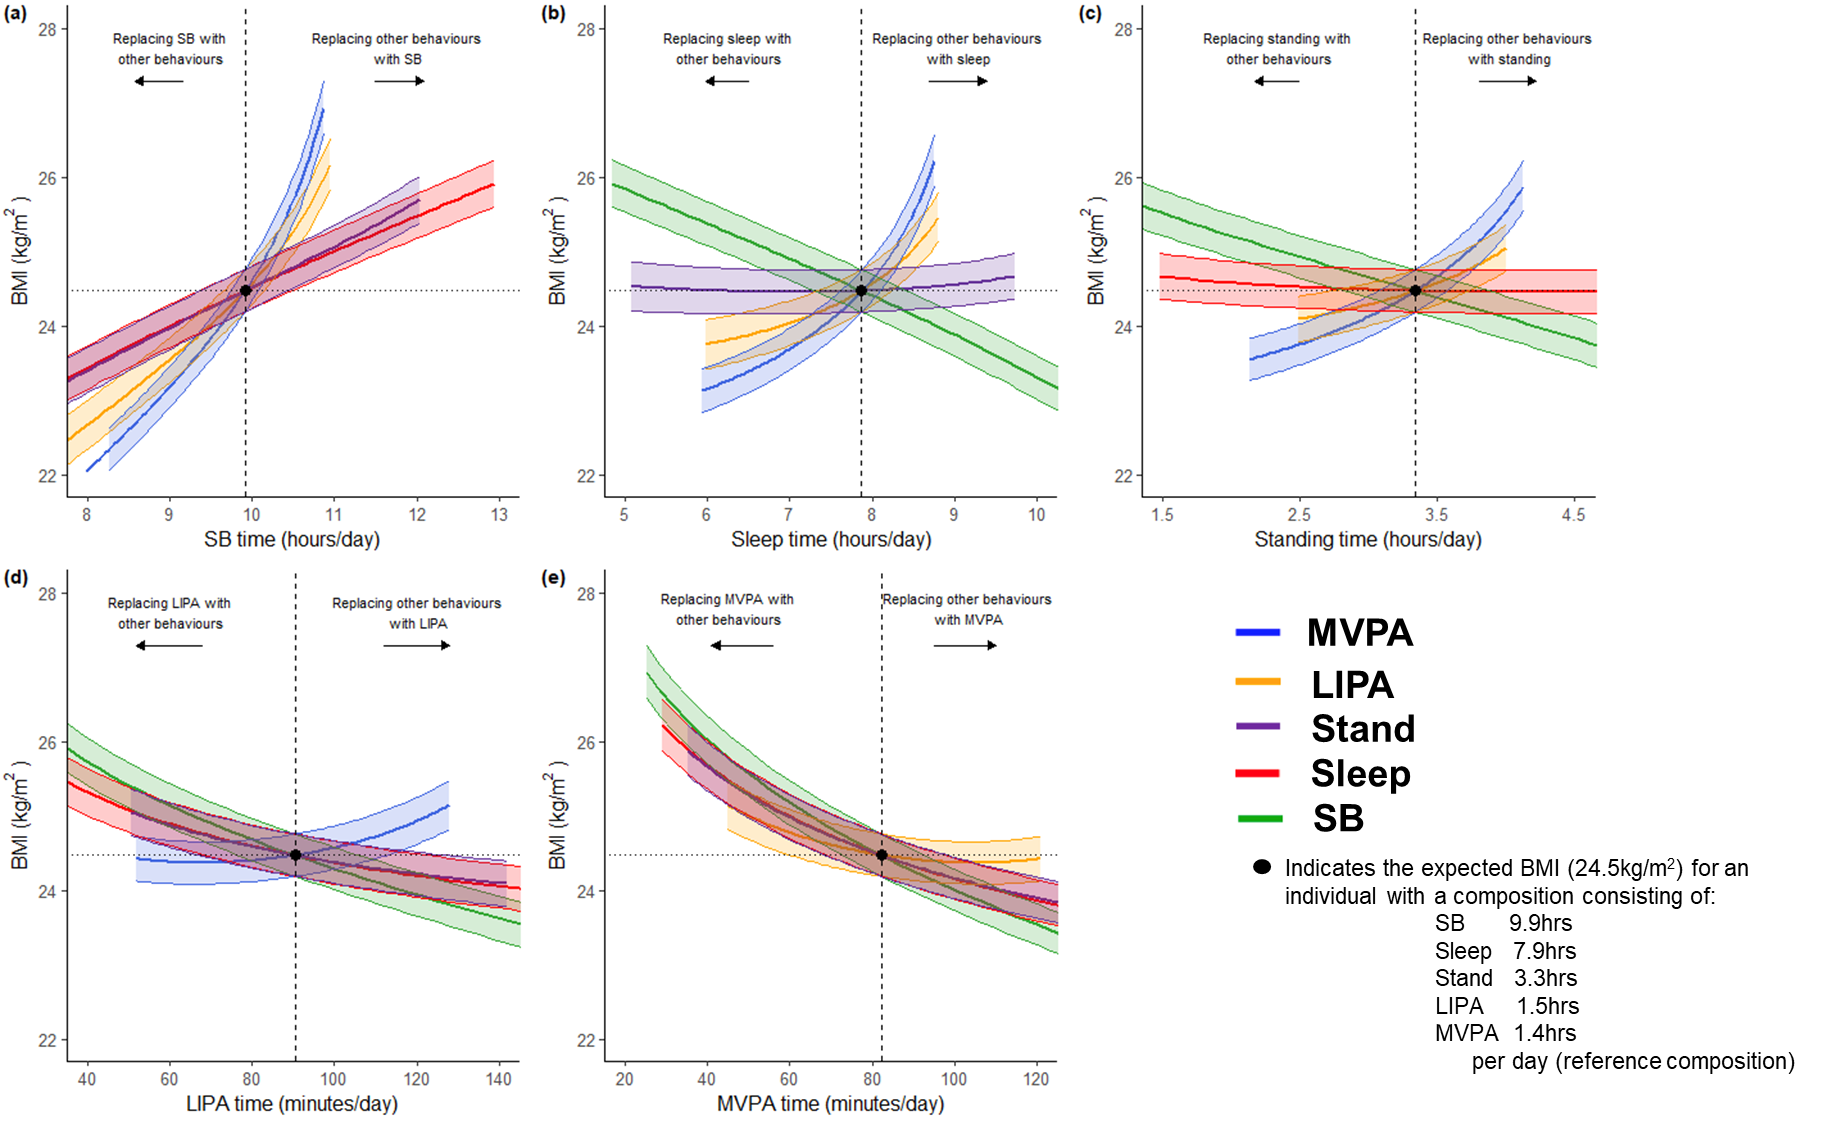 (a)
28
26
24
22
BMI (kg/m2 )
Replacing SB with
other behaviours
Replacing other behaviours
with SB
8 9 10 11 12 13
SB time (hours/day)
(b)
28
26
24
22
BMI (kg/m2 )
Replacing sleep with
other behaviours
Replacing other behaviours
with sleep
5 6 7 8 9 10
Sleep time (hours/day)
(c)
28
26
24
22
BMI (kg/m2 )
Replacing standing with
other behaviours
Replacing other behaviours
with standing
1.5 2.5 3.5 4.5
Standing time (hours/day)
(d)
28
26
24
22
BMI (kg/m2 )
Replacing LIPA with
other behaviours
Replacing other behaviours
with LIPA
40 60 80 100 120 140
LIPA time (minutes/day)
(e)
28
26
24
22
BMI (kg/m2 )
Replacing MVPA with
other behaviours
Replacing other behaviours
with MVPA
20 40 60 80 100 120
MVPA time (minutes/day)
MVPA
LIPA
Stand
Sleep
SB
Indicates the expected BMI (24.5kg/m2) for an
individual with a composition consisting of:
SB 9.9hrs
Sleep 7.9hrs
Stand 3.3hrs
LIPA 1.5hrs
MVPA 1.4hrs
per day (reference composition)